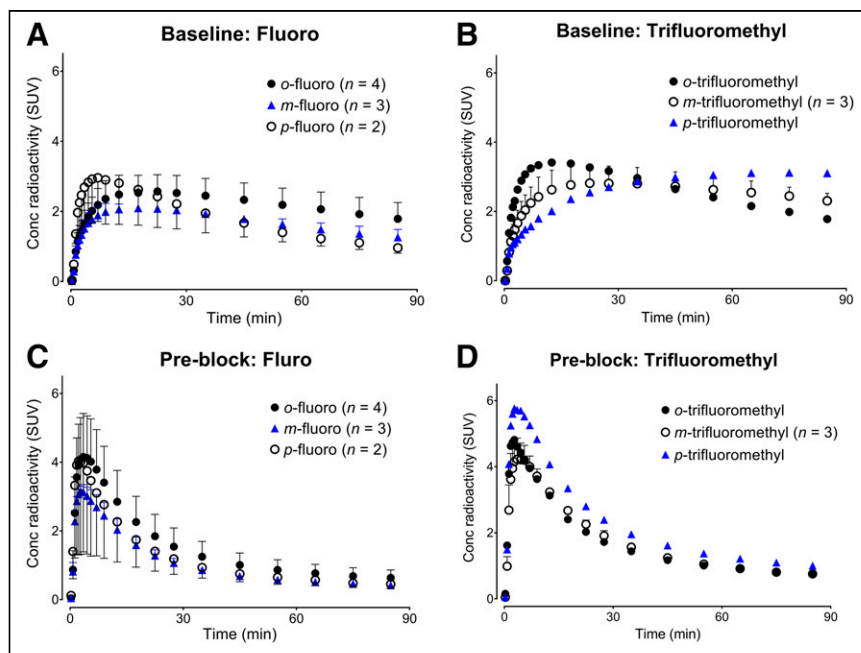 A
Baseline: Fluoro
Conc radioactivity (SUV)
6
4
2
0
o-fluoro (n = 4)
m-fluoro (n = 3)
p-fluoro (n = 2)
0
30
60
90
Time (min)
B
Baseline: Trifluoromethyl
Conc radioactivity (SUV)
6
4
2
0
o-trifluoromethyl
m-trifluoromethyl (n = 3)
p-trifluoromethyl
0
30
60
90
Time (min)
C
Pre-block: Fluro
Conc radioactivity (SUV)
6
4
2
0
o-fluoro (n = 4)
m-fluoro (n = 3)
p-fluoro (n = 2)
0
30
60
90
Time (min)
D
Pre-block: Trifluoromethyl
Conc radioactivity (SUV)
6
4
2
0
o-trifluoromethyl
m-trifluoromethyl (n = 3)
p-trifluoromethyl
0
30
60
90
Time (min)